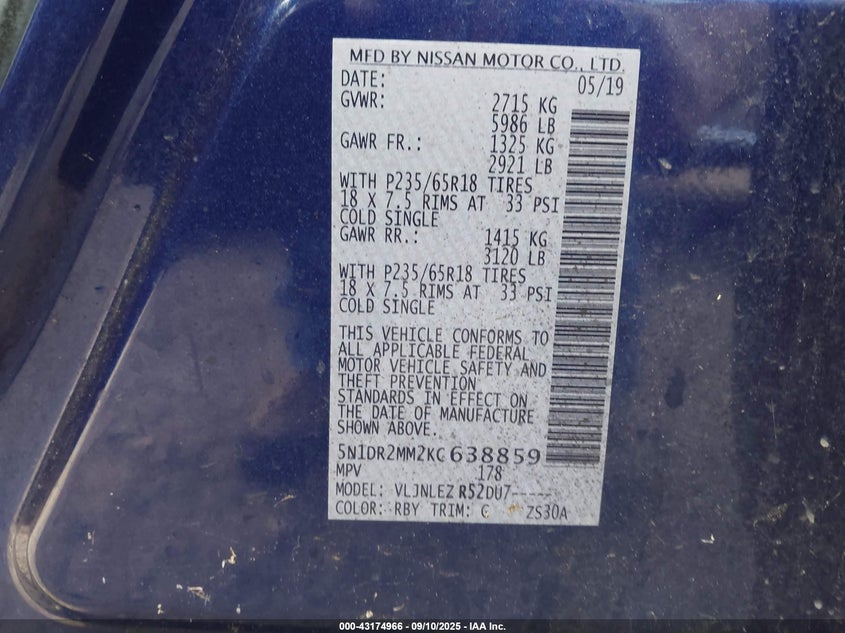 MFD BY NISSAN MOTOR CO., LTD.
DATE: 05/19
GVWR: 2715 KG
5986 LB
GAWR FR.: 1325 KG
2921 LB
WITH P235/65R18 TIRES
18 X 7.5 RIMS AT 33 PSI
COLD SINGLE
GAWR RR.: 1415 KG
3120 LB
WITH P235/65R18 TIRES
18 X 7.5 RIMS AT 33 PSI
COLD SINGLE
THIS VEHICLE CONFORMS TO
ALL APPLICABLE FEDERAL
MOTOR VEHICLE SAFETY AND
THEFT PREVENTION
STANDARDS IN EFFECT ON
THE DATE OF MANUFACTURE
SHOWN ABOVE.
5N1DR2MM2KC638859
MPV 178
MODEL: VLJNLEZ R52DU7-----
COLOR: RBY TRIM: C ZS30A
000-43174966 - 09/10/2025 - IAA Inc.